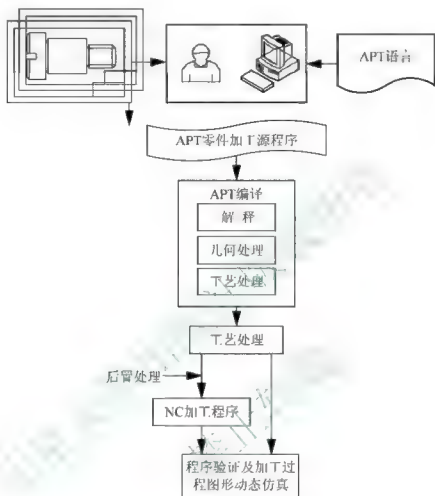 APT语言
APT零件加工源程序
APT编译
解 释
几何处理
工艺处理
工艺处理
后置处理
NC加工程序
程序验证及加工过
程图形动态仿真